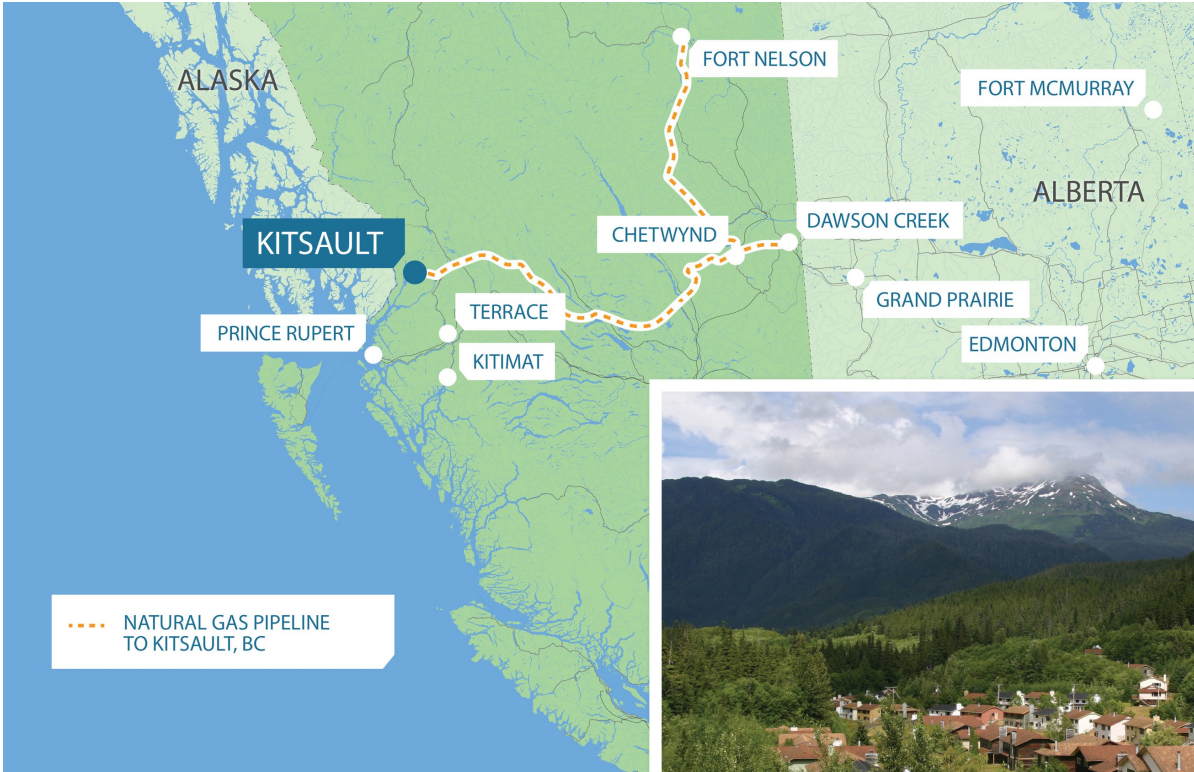 ALASKA
FORT NELSON
FORT MCMURRAY
ALBERTA
KITSAULT
CHETWYND
DAWSON CREEK
GRAND PRAIRIE
TERRACE
PRINCE RUPERT
KITIMAT
EDMONTON
NATURAL GAS PIPELINE
TO KITSAULT, BC